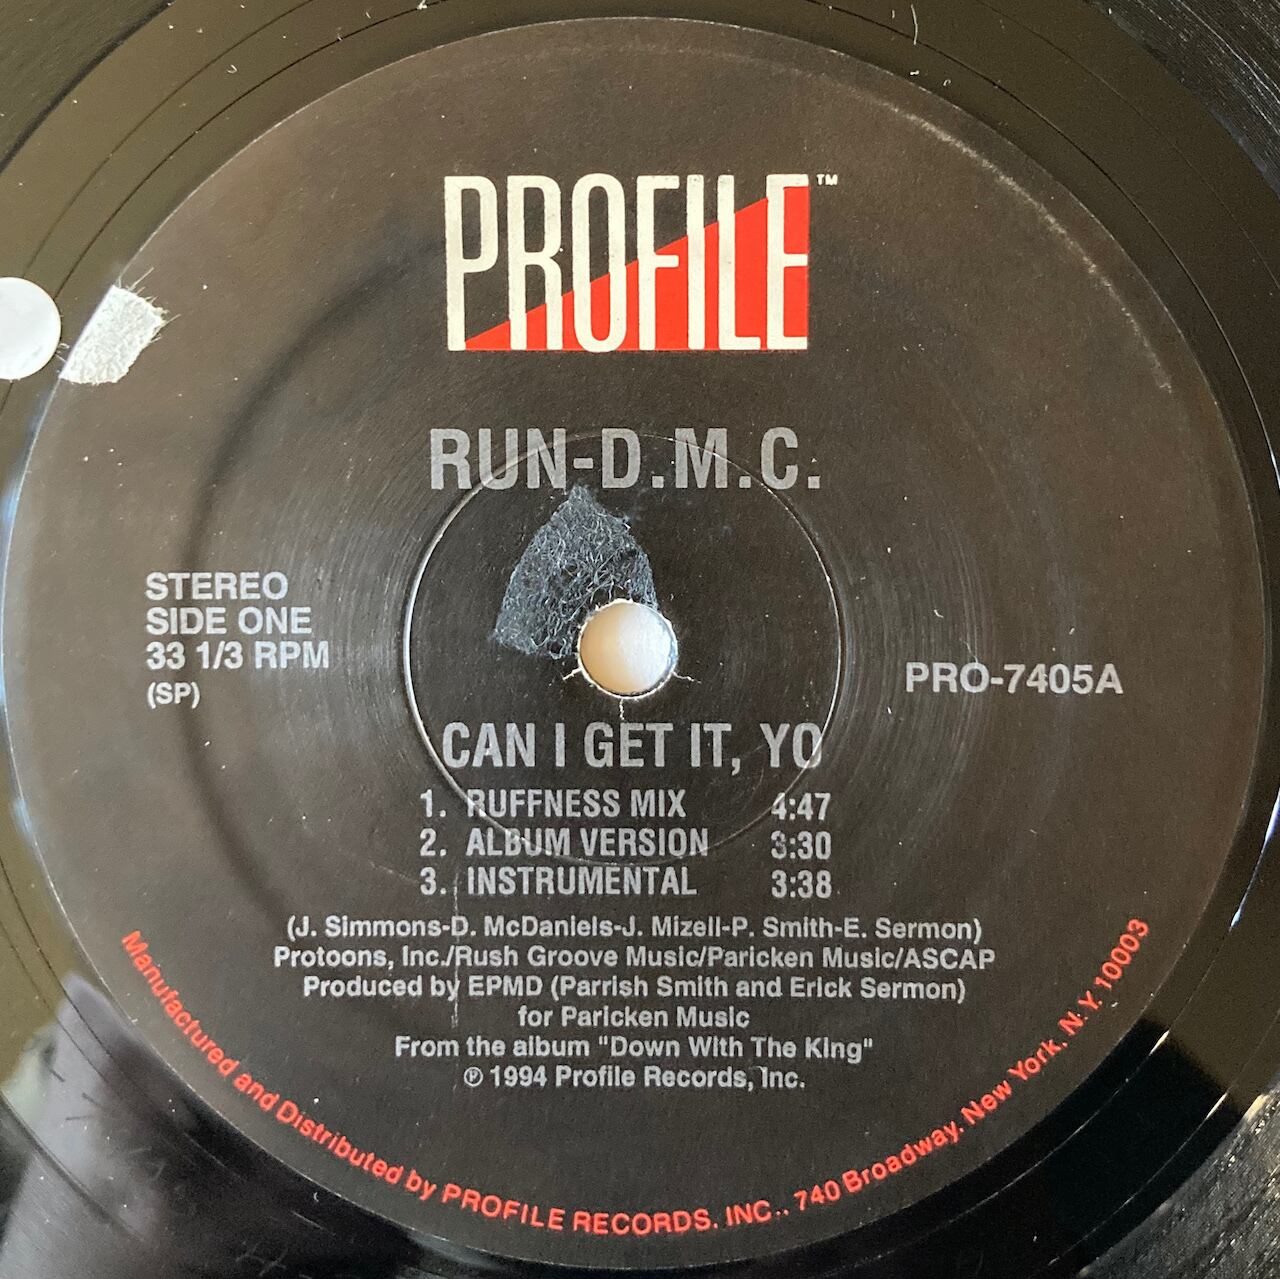 PROFILE™
RUN-D.M.C.
STEREO
SIDE ONE
33 1/3 RPM
(SP)
PRO-7405A
CAN I GET IT, YO
1. RUFFNESS MIX 4:47
2. ALBUM VERSION 3:30
3. INSTRUMENTAL 3:38
(J. Simmons-D. McDaniels-J. Mizell-P. Smith-E. Sermon)
Protoons, Inc./Rush Groove Music/Paricken Music/ASCAP
Produced by EPMD (Parrish Smith and Erick Sermon)
for Paricken Music
From the album "Down With The King"
℗ 1994 Profile Records, Inc.
Manufactured and Distributed by PROFILE RECORDS, INC., 740 Broadway, New York, N.Y. 10003